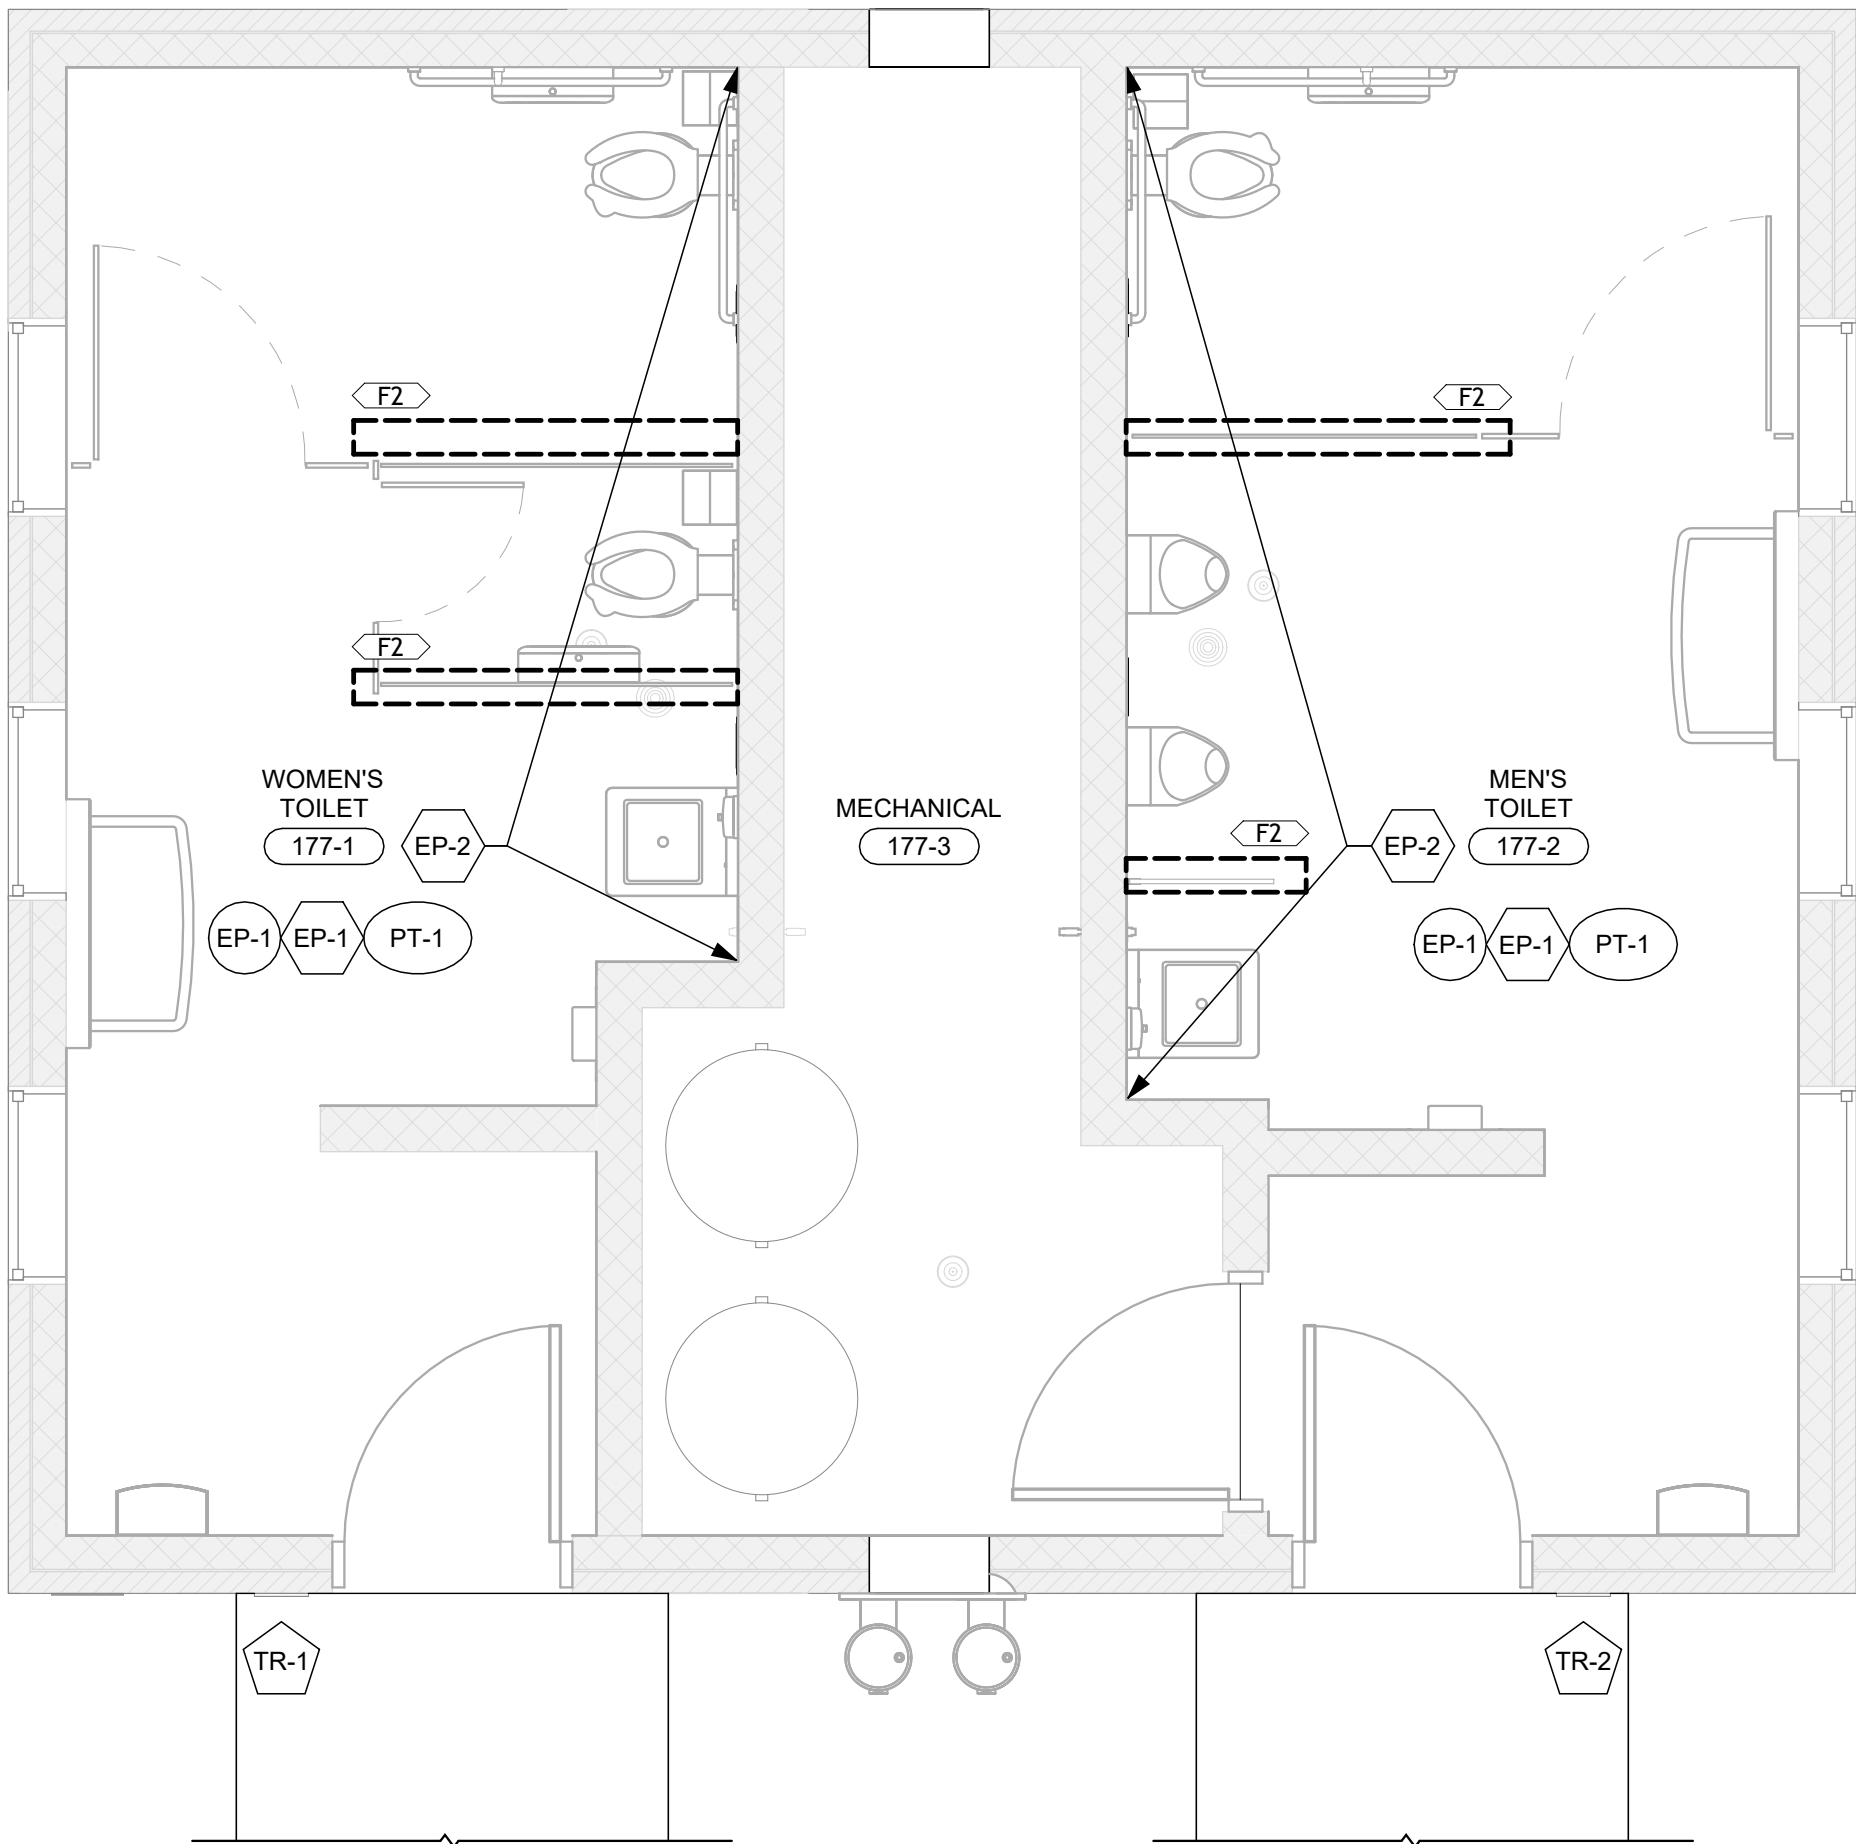 F2
F2
F2
WOMEN'S
TOILET
177-1
EP-2
MECHANICAL
177-3
F2
EP-2
MEN'S
TOILET
177-2
EP-1
EP-1
PT-1
EP-1
EP-1
PT-1
TR-1
TR-2